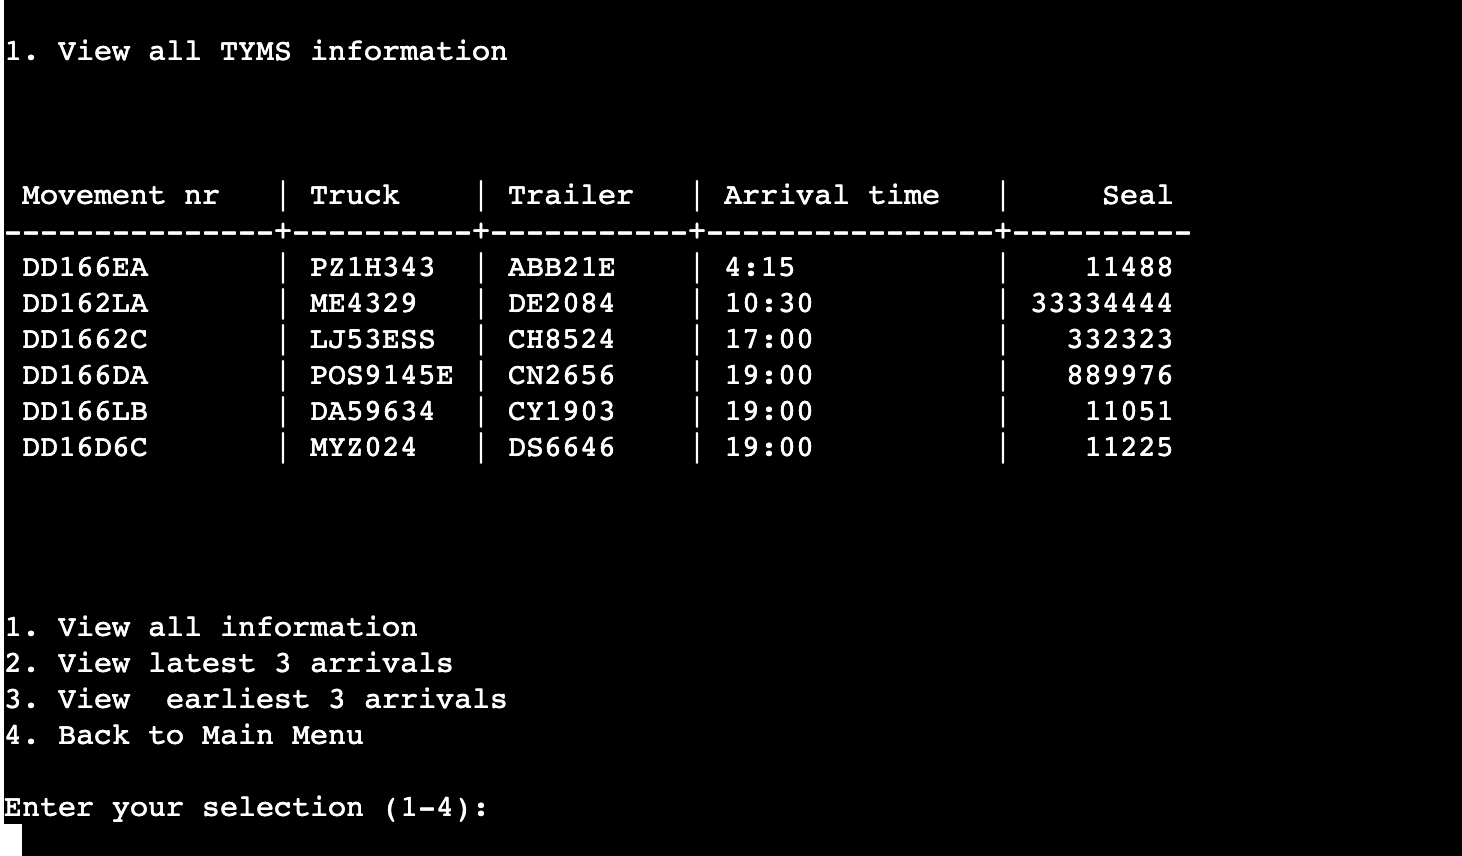 1. View all TYMS information
Movement nr | Truck | Trailer | Arrival time | Seal
---------------+----------+-----------+----------------+----------
DD166EA | PZ1H343 | ABB21E | 4:15 | 11488
DD162LA | ME4329 | DE2084 | 10:30 | 33334444
DD1662C | LJ53ESS | CH8524 | 17:00 | 332323
DD166DA | POS9145E | CN2656 | 19:00 | 889976
DD166LB | DA59634 | CY1903 | 19:00 | 11051
DD16D6C | MYZ024 | DS6646 | 19:00 | 11225
1. View all information
2. View latest 3 arrivals
3. View  earliest 3 arrivals
4. Back to Main Menu
Enter your selection (1-4):